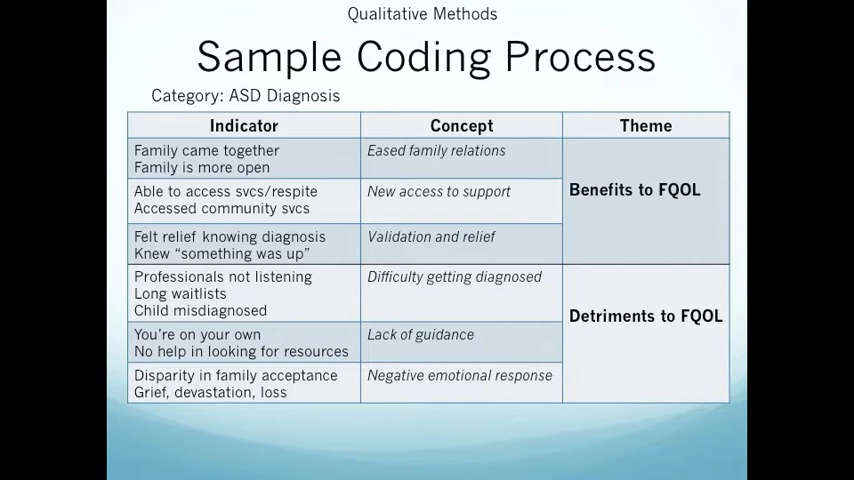 Qualitative Methods
Sample Coding Process
Category: ASD Diagnosis
Indicator
Concept
Theme
Family came together
Family is more open
Eased family relations
Benefits to FQOL
Able to access svcs/respite
Accessed community svcs
New access to support
Felt relief knowing diagnosis
Knew “something was up”
Validation and relief
Professionals not listening
Long waitlists
Child misdiagnosed
Difficulty getting diagnosed
Detriments to FQOL
You’re on your own
No help in looking for resources
Lack of guidance
Disparity in family acceptance
Grief, devastation, loss
Negative emotional response